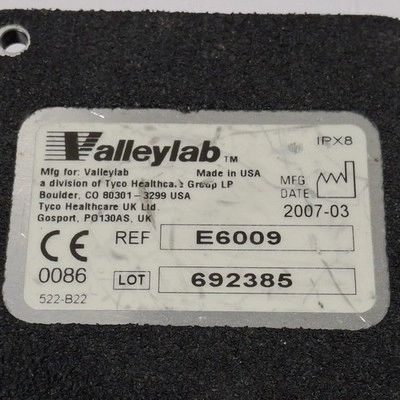 Valleylab™
IPX8
Mfg for: Valleylab Made in USA
a division of Tyco Healthcare Group LP
Boulder, CO 80301 - 3299 USA
Tyco Healthcare UK Ltd.
Gosport, PO130AS, UK
MFG
DATE
2007-03
CE
0086
REF E6009
LOT 692385
522-B22